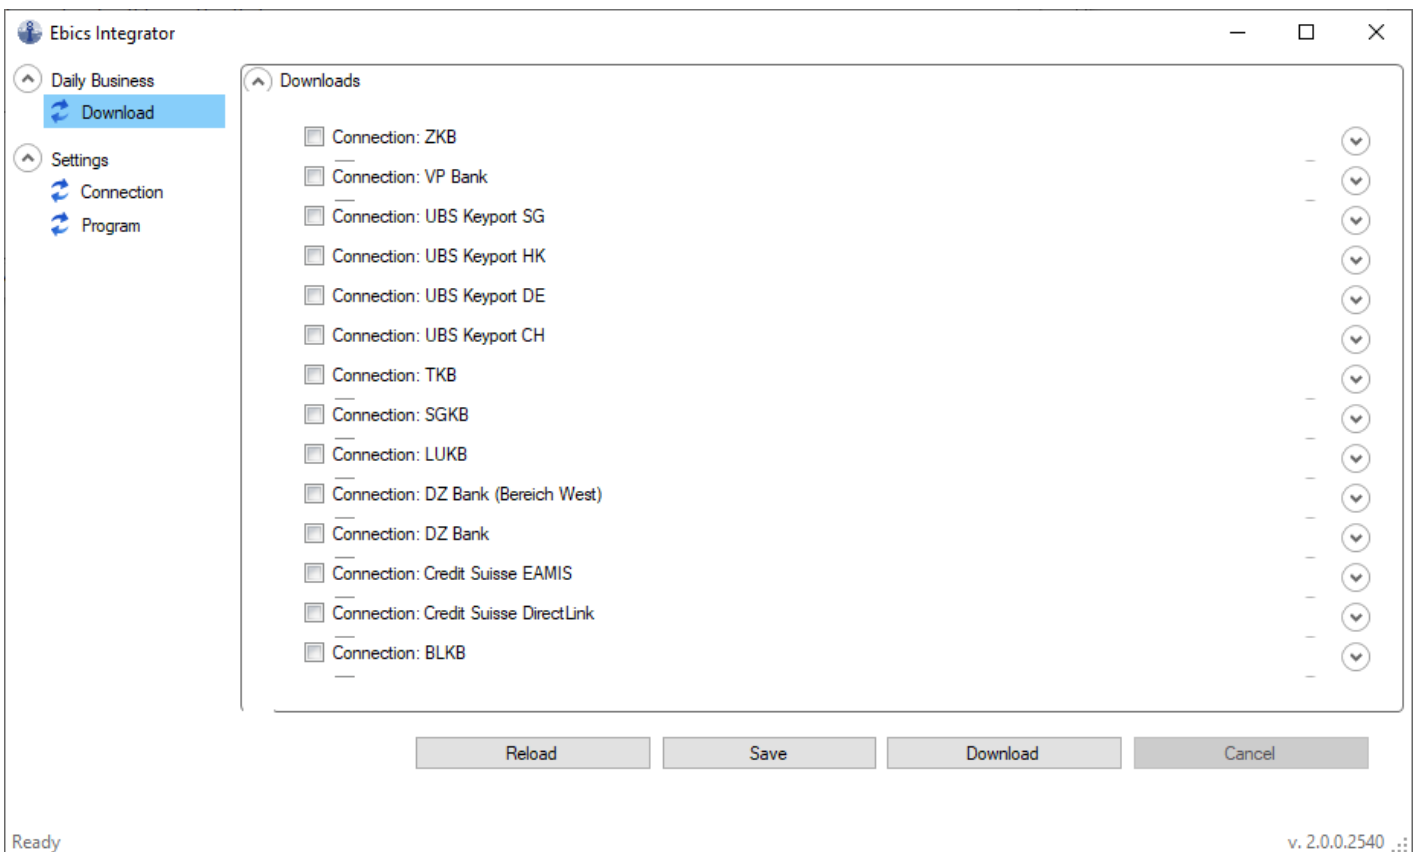 Ebics Integrator
Daily Business
Download
Settings
Connection
Program
Downloads
Connection: ZKB
Connection: VP Bank
Connection: UBS Keyport SG
Connection: UBS Keyport HK
Connection: UBS Keyport DE
Connection: UBS Keyport CH
Connection: TKB
Connection: SGKB
Connection: LUKB
Connection: DZ Bank (Bereich West)
Connection: DZ Bank
Connection: Credit Suisse EAMIS
Connection: Credit Suisse DirectLink
Connection: BLKB
Reload Save Download Cancel
Ready v. 2.0.0.2540